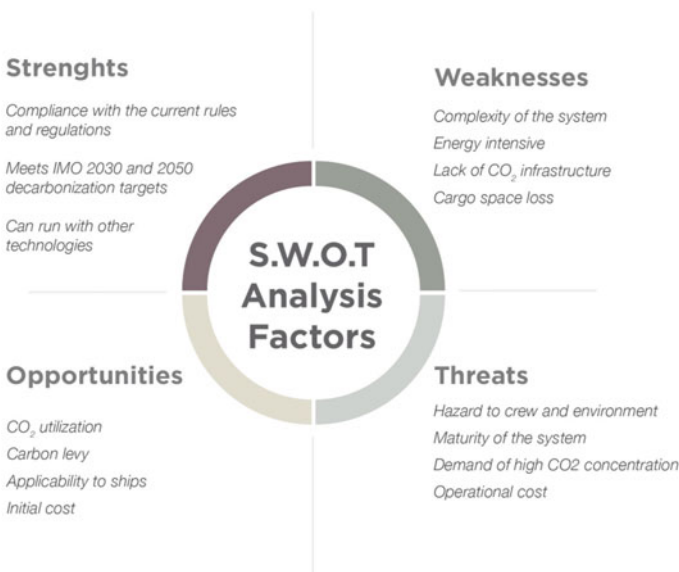 Strenghts
Compliance with the current rules
and regulations
Meets IMO 2030 and 2050
decarbonization targets
Can run with other
technologies
Weaknesses
Complexity of the system
Energy intensive
Lack of CO₂ infrastructure
Cargo space loss
S.W.O.T
Analysis
Factors
Opportunities
CO₂ utilization
Carbon levy
Applicability to ships
Initial cost
Threats
Hazard to crew and environment
Maturity of the system
Demand of high CO2 concentration
Operational cost